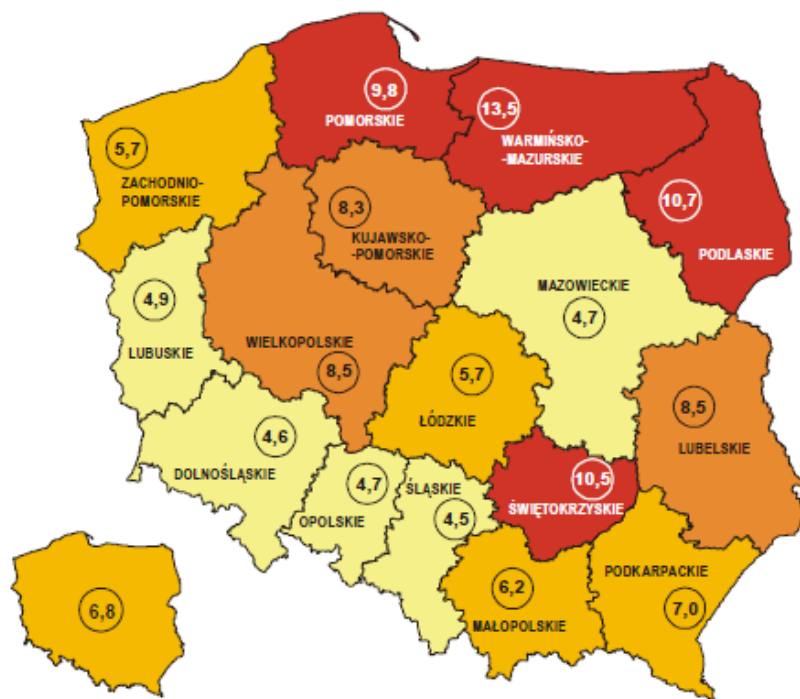 9,8
POMORSKIE
13,5
WARMIŃSKO-
-MAZURSKIE
5,7
ZACHODNIO-
POMORSKIE
8,3
KUJAWSKO-
-POMORSKIE
10,7
PODLASKIE
4,9
LUBUSKIE
MAZOWIECKIE
4,7
WIELKOPOLSKIE
8,5
5,7
ŁÓDZKIE
8,5
LUBELSKIE
4,6
DOLNOŚLĄSKIE
4,7
OPOLSKIE
ŚLĄSKIE
4,5
10,5
ŚWIĘTOKRZYSKIE
6,8
6,2
MAŁOPOLSKIE
PODKARPACKIE
7,0